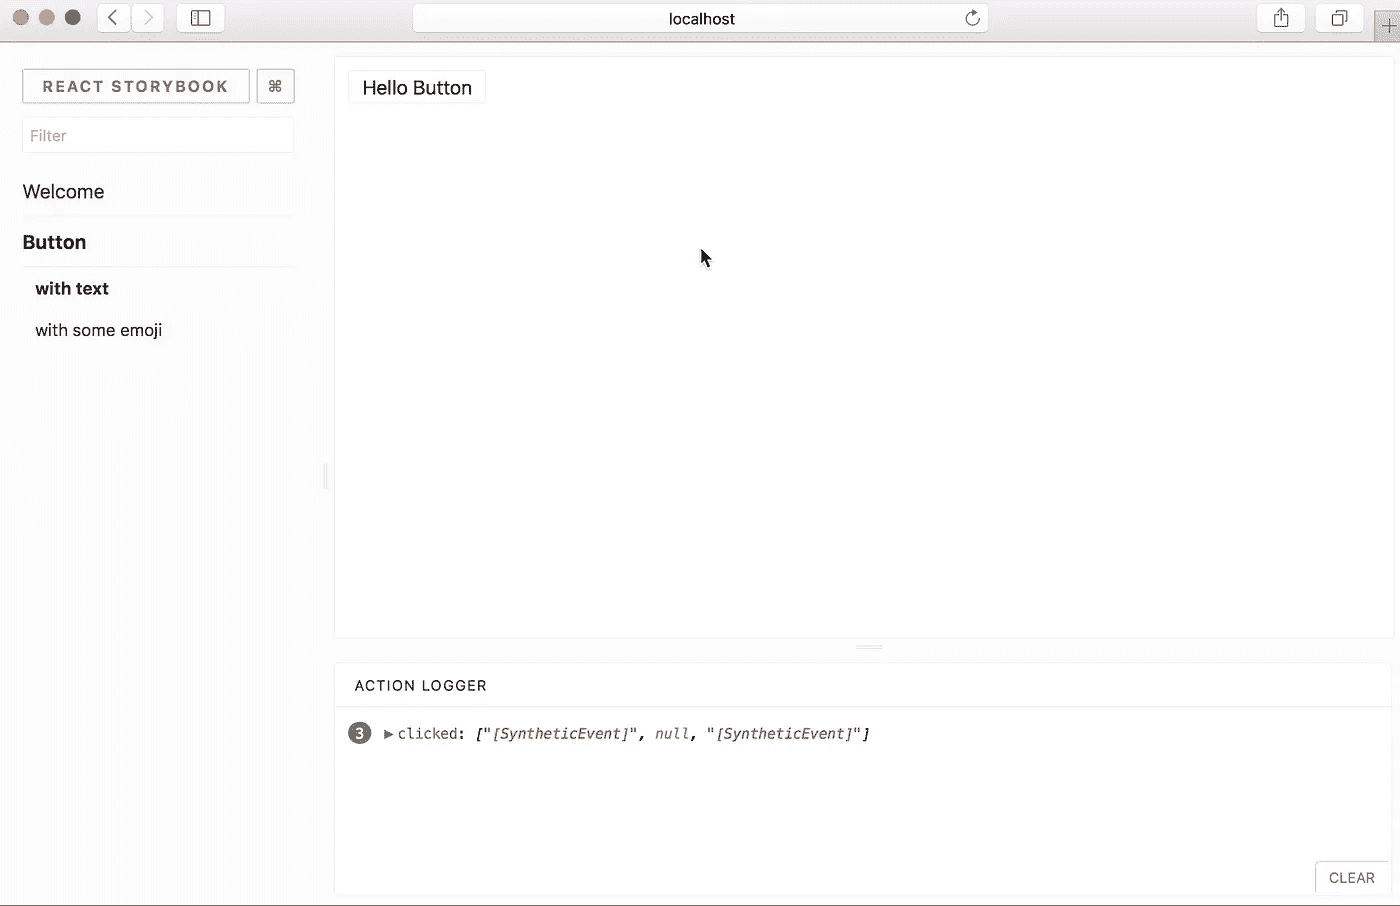 localhost
REACT STORYBOOK ⌘
Filter
Welcome
Button
with text
with some emoji
Hello Button
ACTION LOGGER
3 ▶ clicked: ["[SyntheticEvent]", null, "[SyntheticEvent]"]
CLEAR